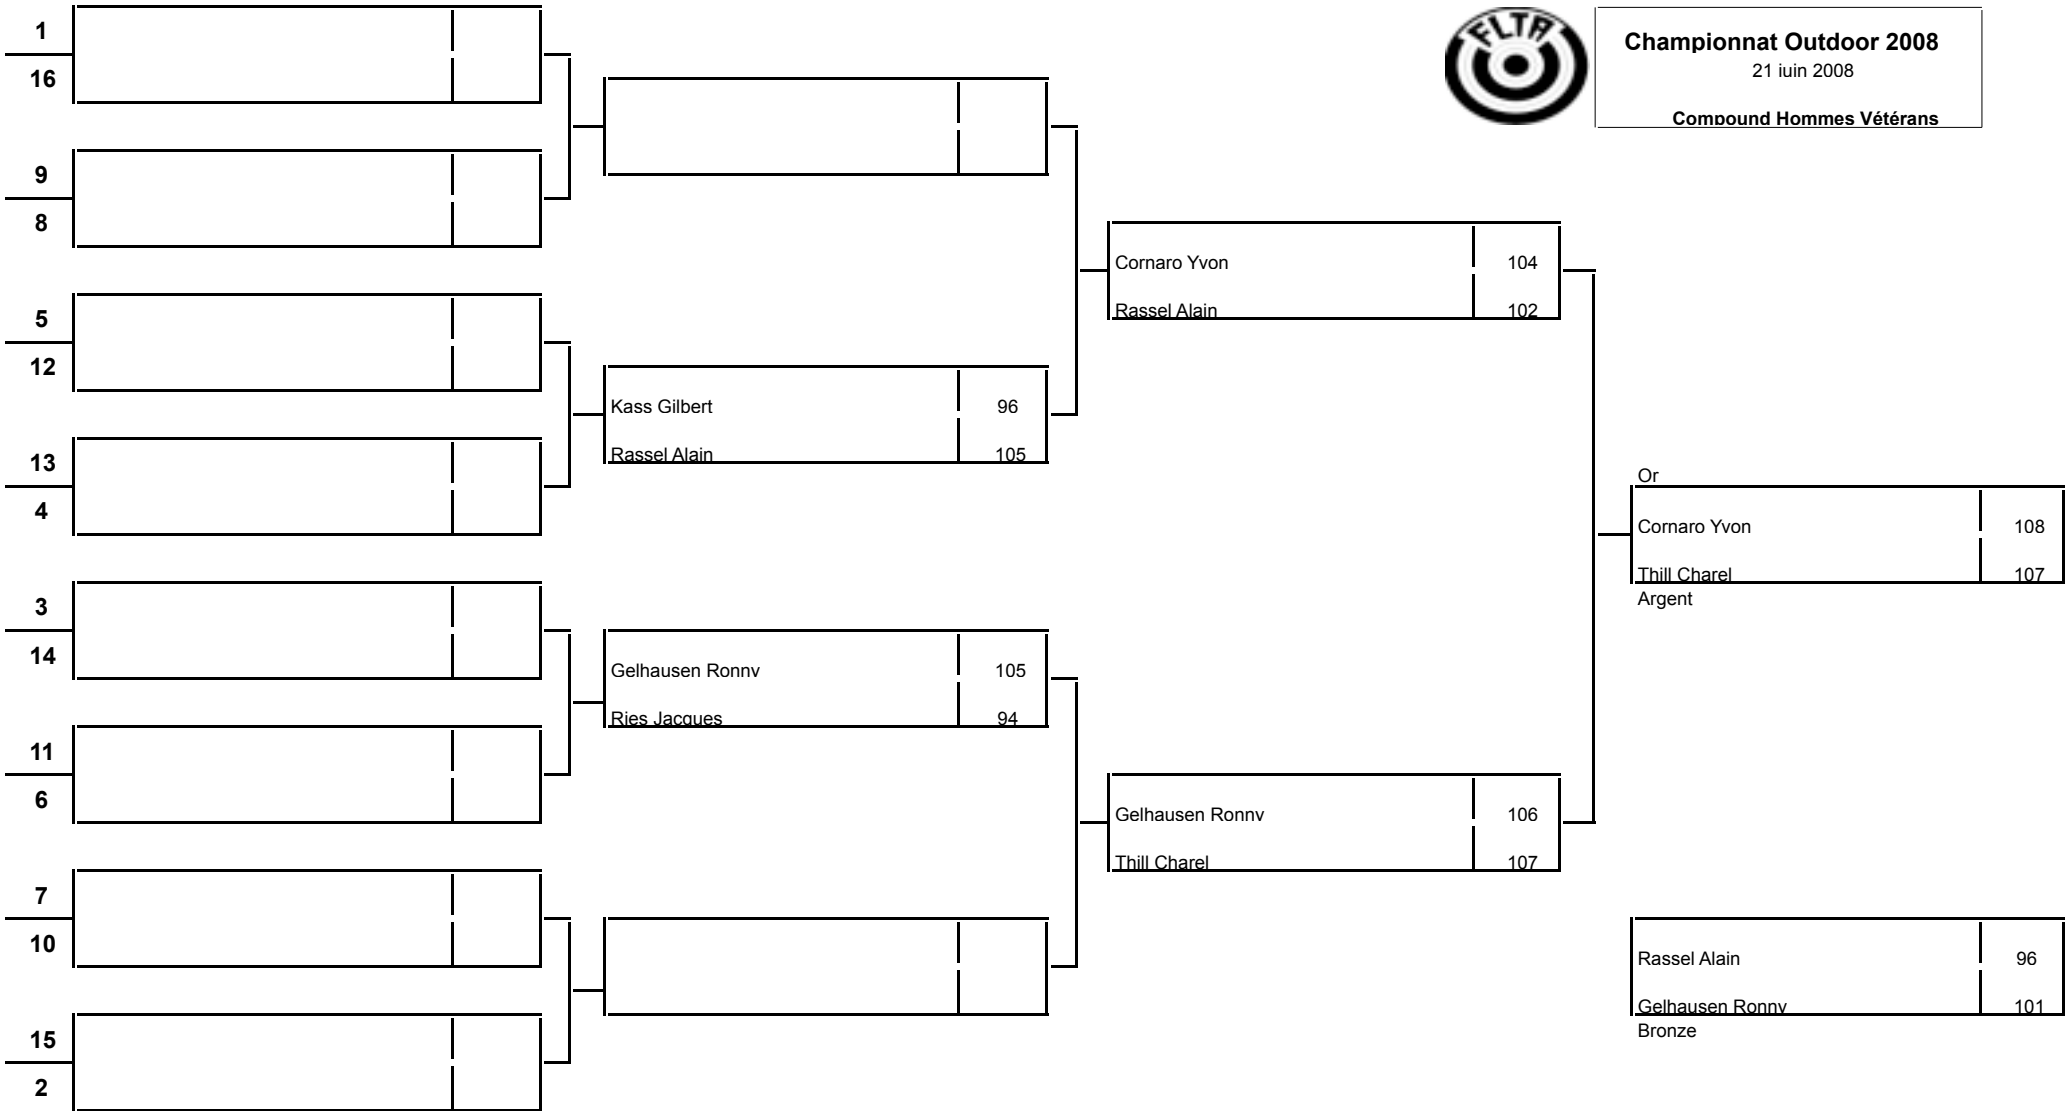 FLTA
Championnat Outdoor 2008
21 juin 2008
Compound Hommes Vétérans
1
16
9
8
5
12
13
4
3
14
11
6
7
10
15
2
Kass Gilbert 96
Rassel Alain 105
Gelhausen Ronny 105
Ries Jacques 94
Cornaro Yvon 104
Rassel Alain 102
Gelhausen Ronny 106
Thill Charel 107
Or
Cornaro Yvon 108
Thill Charel 107
Argent
Rassel Alain 96
Gelhausen Ronny 101
Bronze